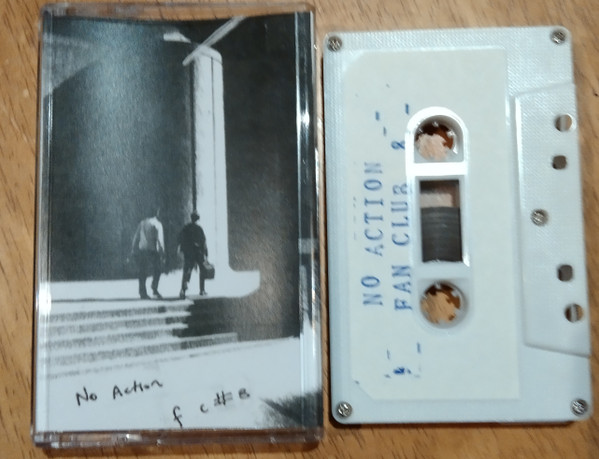 No Action
f c # B
NO ACTION
FAN CLUB &